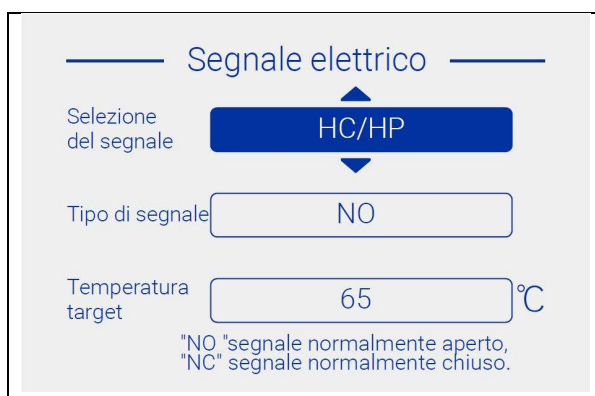 Segnale elettrico
Selezione
del segnale
HC/HP
Tipo di segnale
NO
Temperatura
target
65
℃
"NO "segnale normalmente aperto,
"NC" segnale normalmente chiuso.